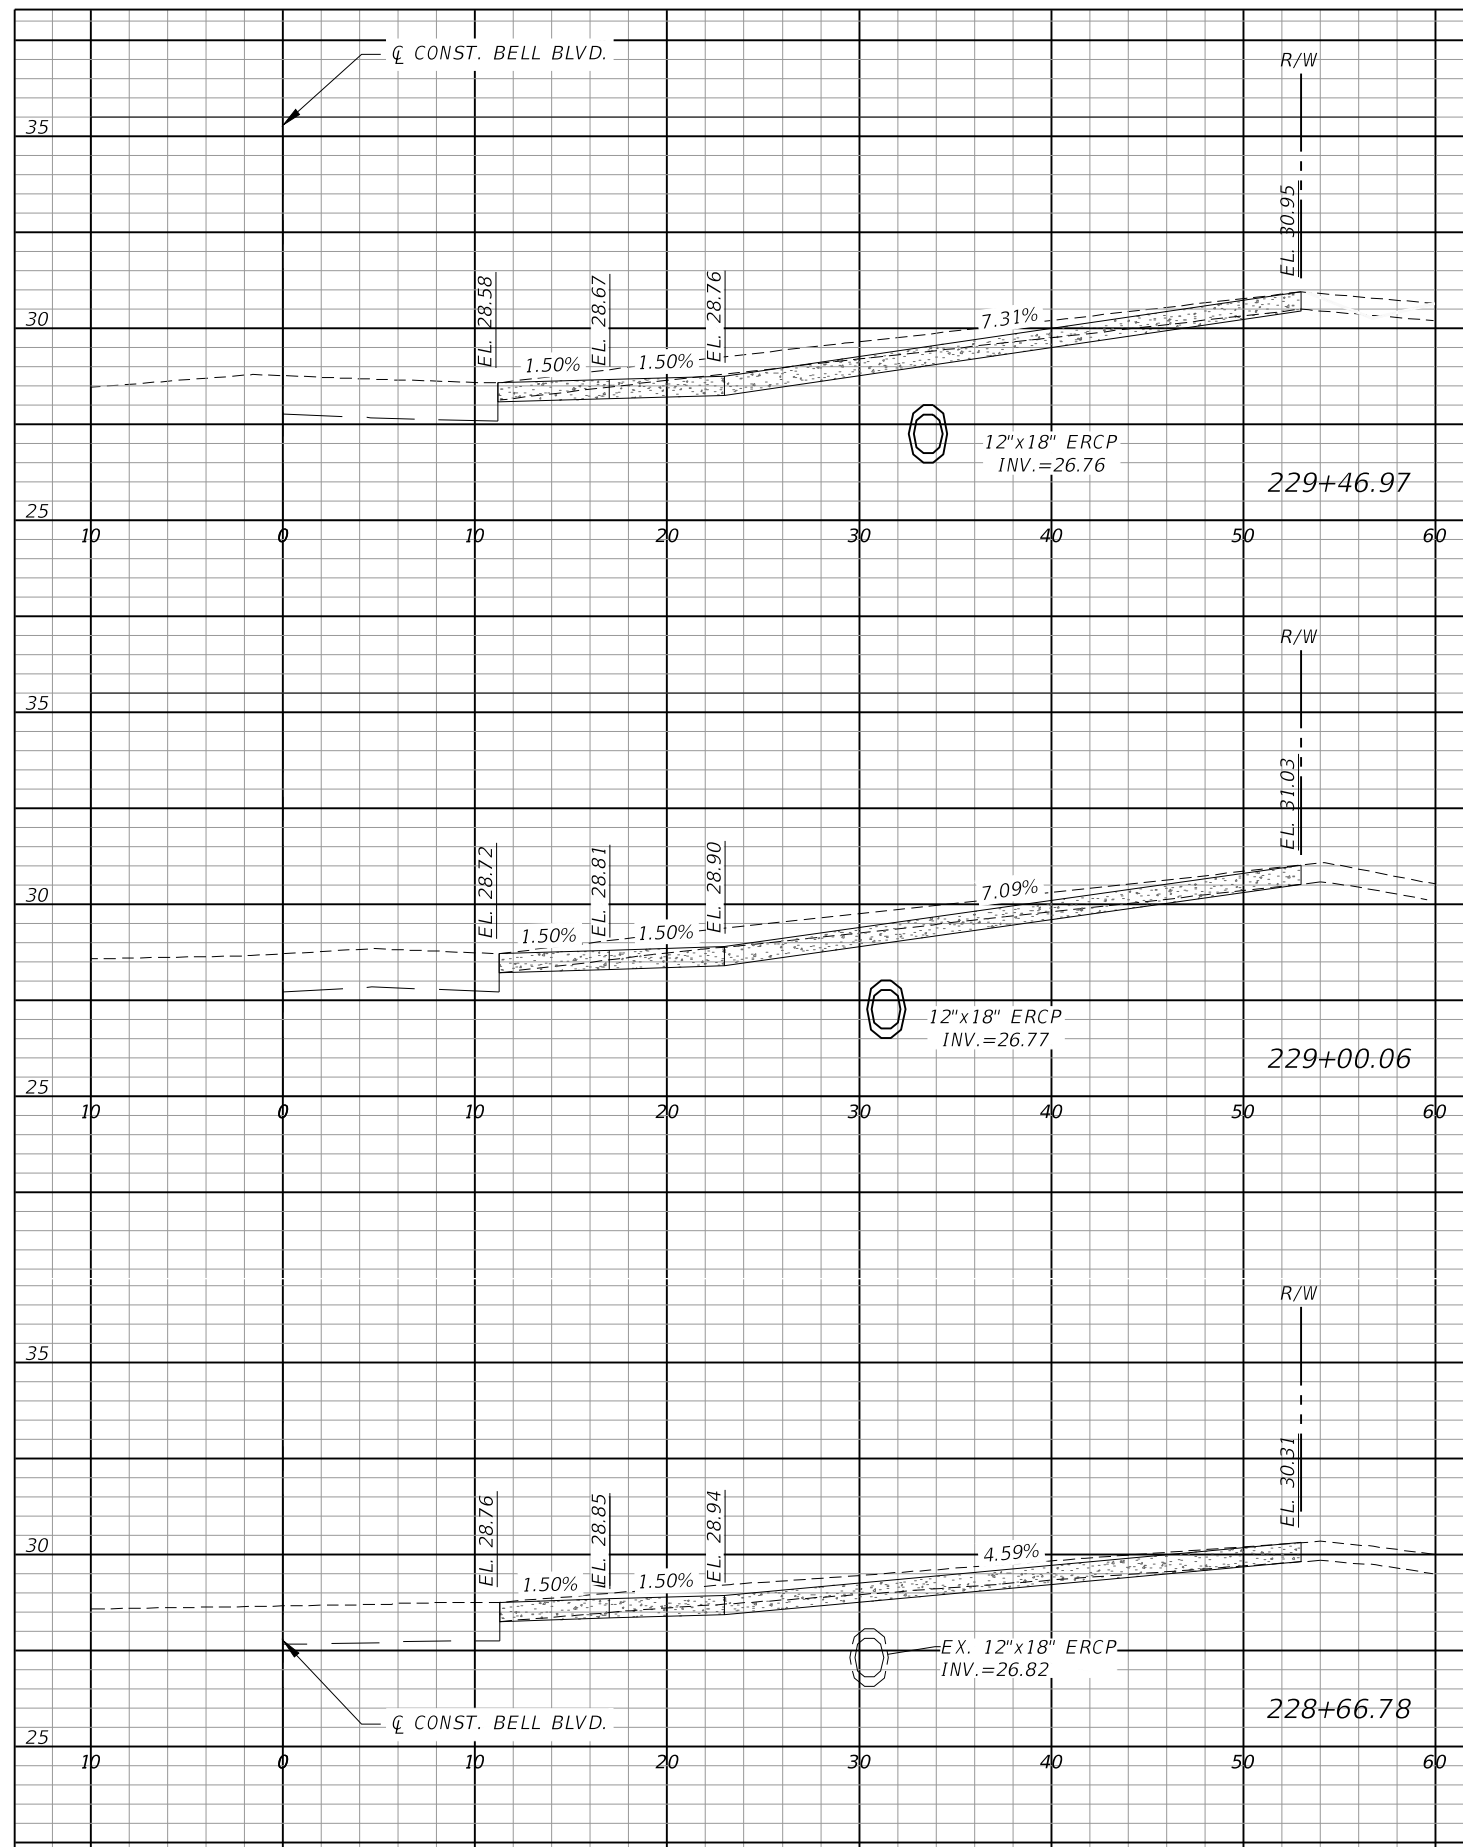 ℄ CONST. BELL BLVD.
R/W
35
EL. 30.95
EL. 28.58
EL. 28.67
EL. 28.76
30
7.31%
1.50%
1.50%
12"x18" ERCP
INV.=26.76
229+46.97
25
10 0 10 20 30 40 50 60
R/W
35
EL. 31.03
EL. 28.72
EL. 28.81
EL. 28.90
30
7.09%
1.50%
1.50%
12"x18" ERCP
INV.=26.77
229+00.06
25
10 0 10 20 30 40 50 60
R/W
35
EL. 30.31
EL. 28.76
EL. 28.85
EL. 28.94
30
4.59%
1.50%
1.50%
EX. 12"x18" ERCP
INV.=26.82
228+66.78
℄ CONST. BELL BLVD.
25
10 0 10 20 30 40 50 60